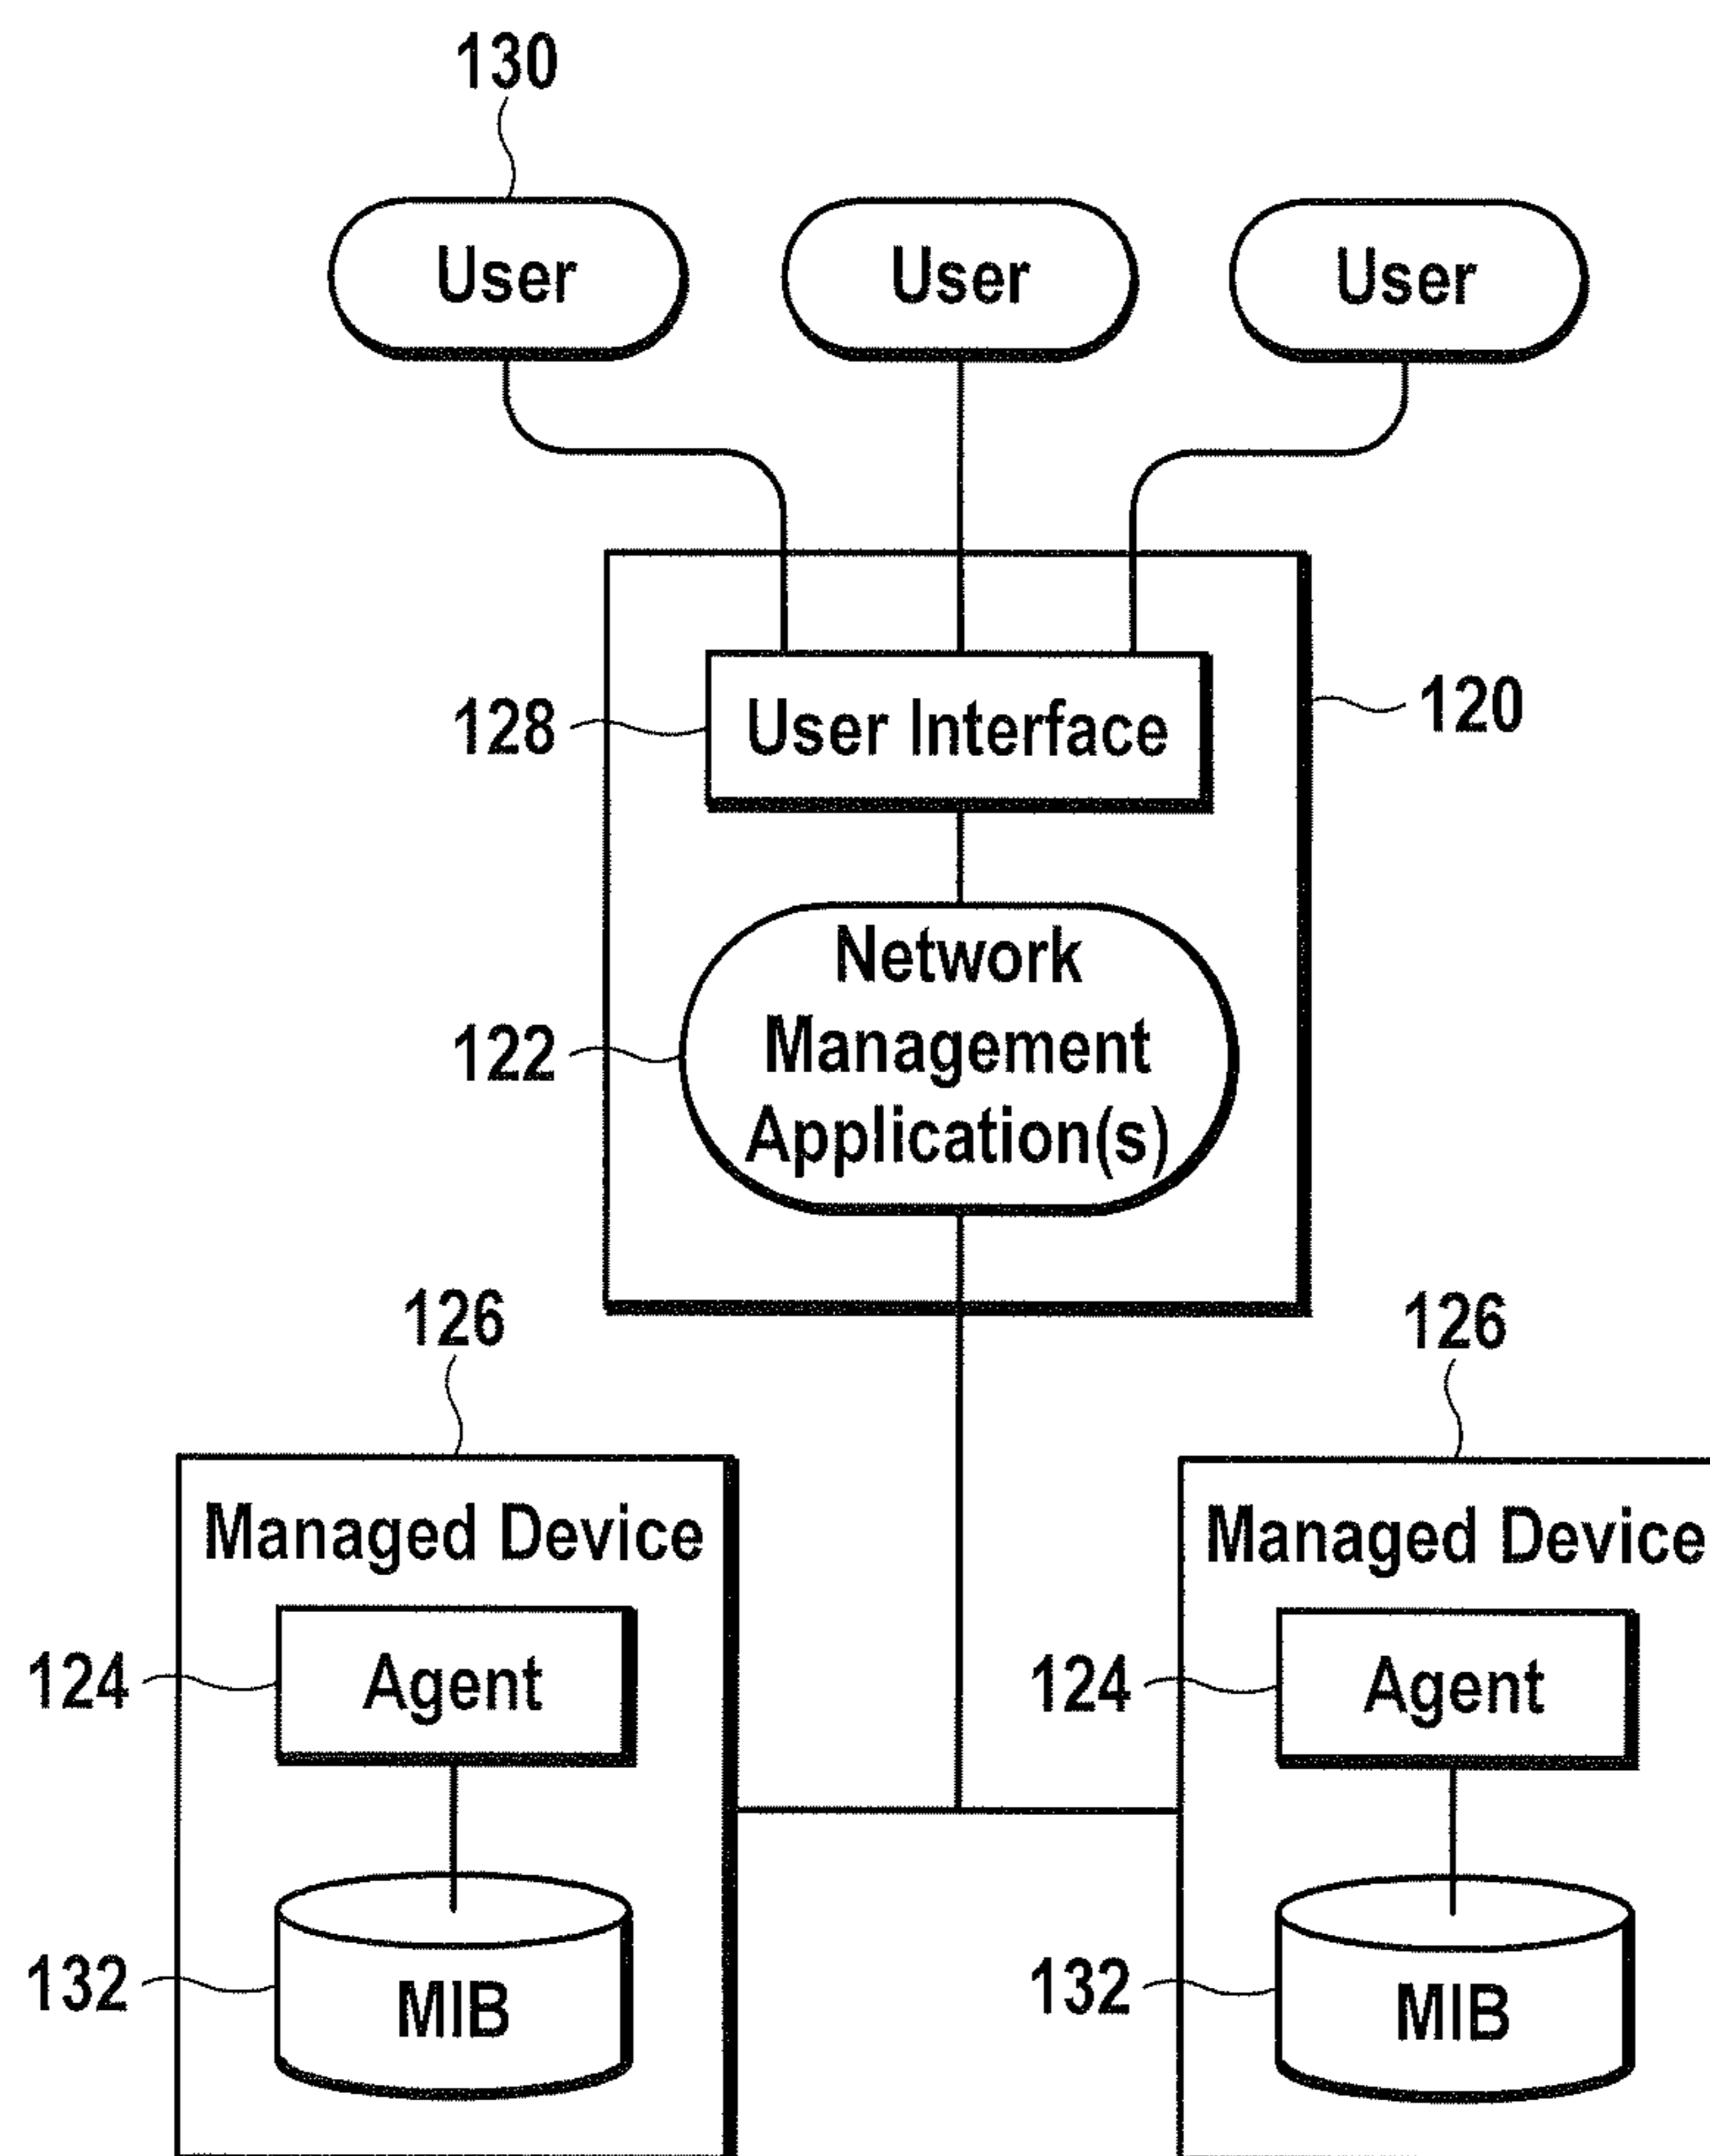 130
User
User
User
128
User Interface
120
122
Network
Management
Application(s)
126
126
Managed Device
Managed Device
124
Agent
124
Agent
132
MIB
132
MIB